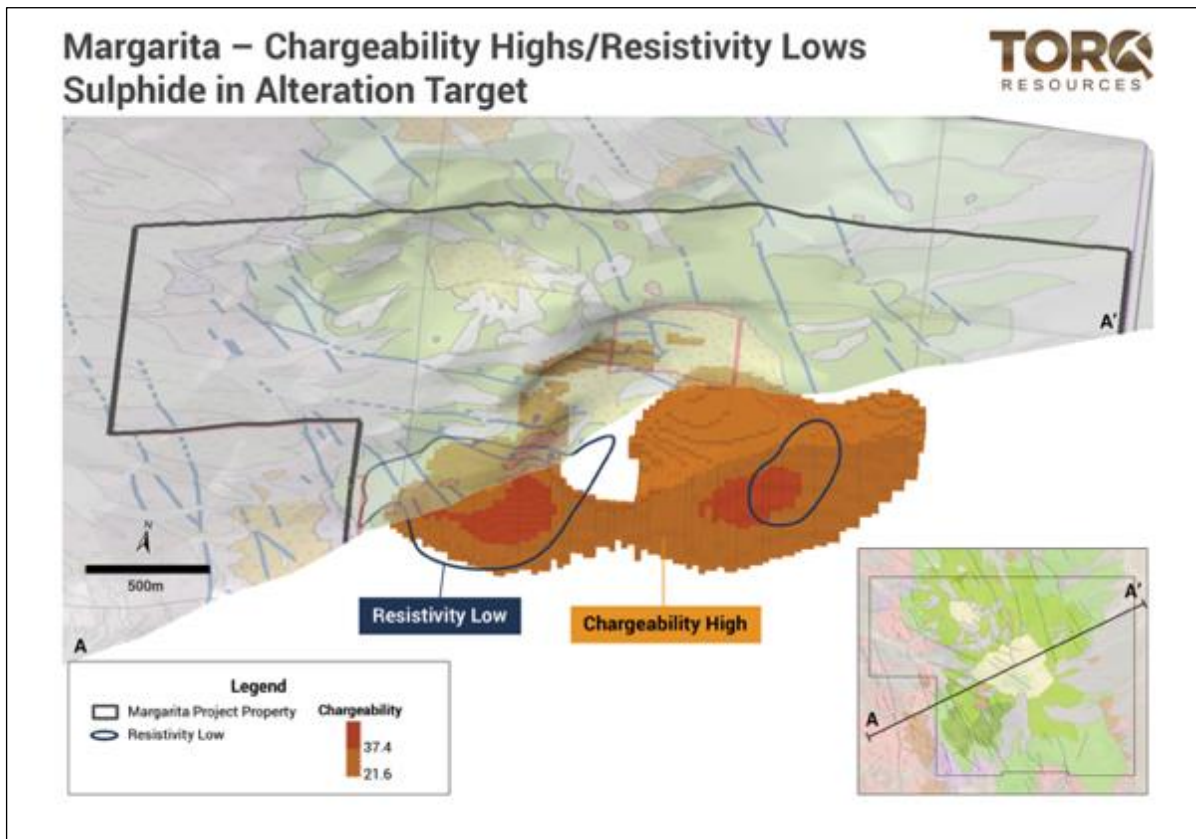 Margarita – Chargeability Highs/Resistivity Lows
Sulphide in Alteration Target
TORQ
RESOURCES
A'
N
500m
A
Resistivity Low
Chargeability High
Legend
Margarita Project Property
Resistivity Low
Chargeability
37.4
21.6
A'
A